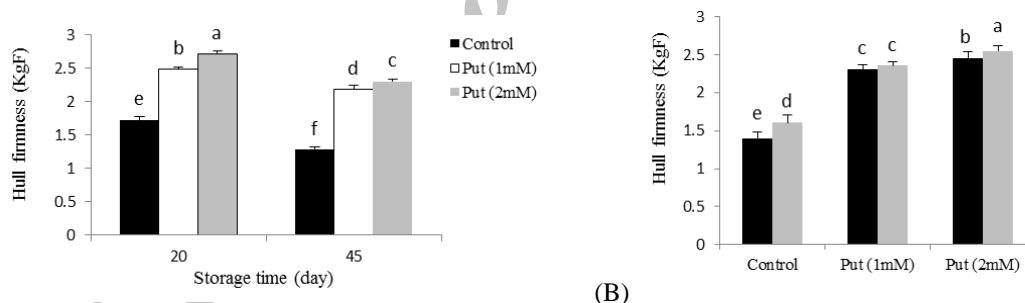 Hull firmness (KgF)
3
2.5
2
1.5
1
0.5
0
e
b
a
f
d
c
20
45
Storage time (day)
Control
Put (1mM)
Put (2mM)
Hull firmness (KgF)
3
2.5
2
1.5
1
0.5
0
e
d
c
c
b
a
Control
Put (1mM)
Put (2mM)
(B)